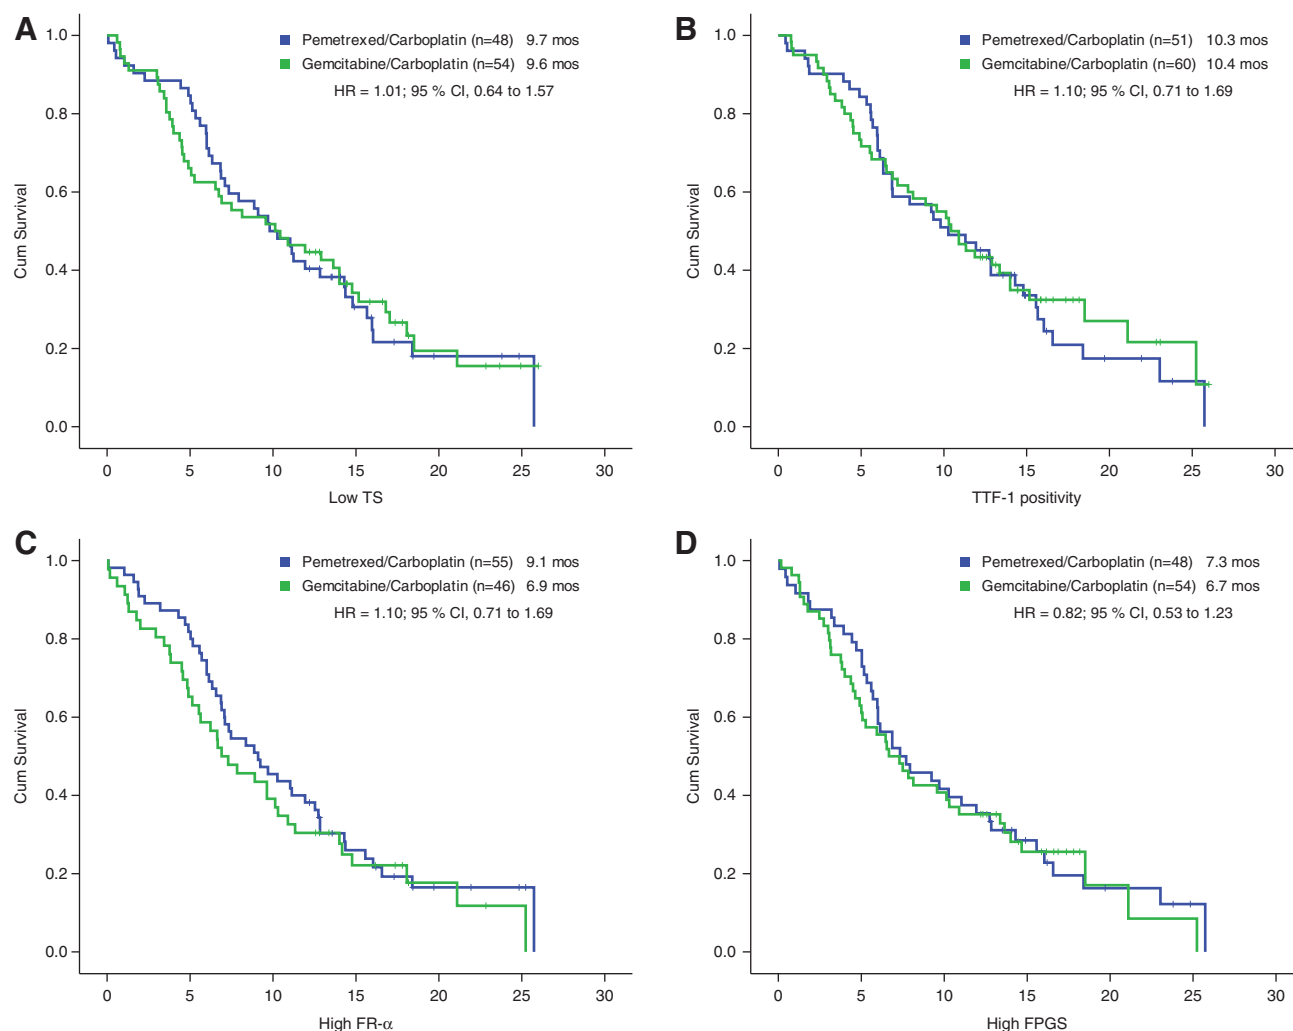 A
Pemetrexed/Carboplatin (n=48) 9.7 mos
Gemcitabine/Carboplatin (n=54) 9.6 mos
HR = 1.01; 95 % CI, 0.64 to 1.57
Cum Survival
1.0
0.8
0.6
0.4
0.2
0.0
0 5 10 15 20 25 30
Low TS
B
Pemetrexed/Carboplatin (n=51) 10.3 mos
Gemcitabine/Carboplatin (n=60) 10.4 mos
HR = 1.10; 95 % CI, 0.71 to 1.69
Cum Survival
1.0
0.8
0.6
0.4
0.2
0.0
0 5 10 15 20 25 30
TTF-1 positivity
C
Pemetrexed/Carboplatin (n=55) 9.1 mos
Gemcitabine/Carboplatin (n=46) 6.9 mos
HR = 1.10; 95 % CI, 0.71 to 1.69
Cum Survival
1.0
0.8
0.6
0.4
0.2
0.0
0 5 10 15 20 25 30
High FR-α
D
Pemetrexed/Carboplatin (n=48) 7.3 mos
Gemcitabine/Carboplatin (n=54) 6.7 mos
HR = 0.82; 95 % CI, 0.53 to 1.23
Cum Survival
1.0
0.8
0.6
0.4
0.2
0.0
0 5 10 15 20 25 30
High FPGS